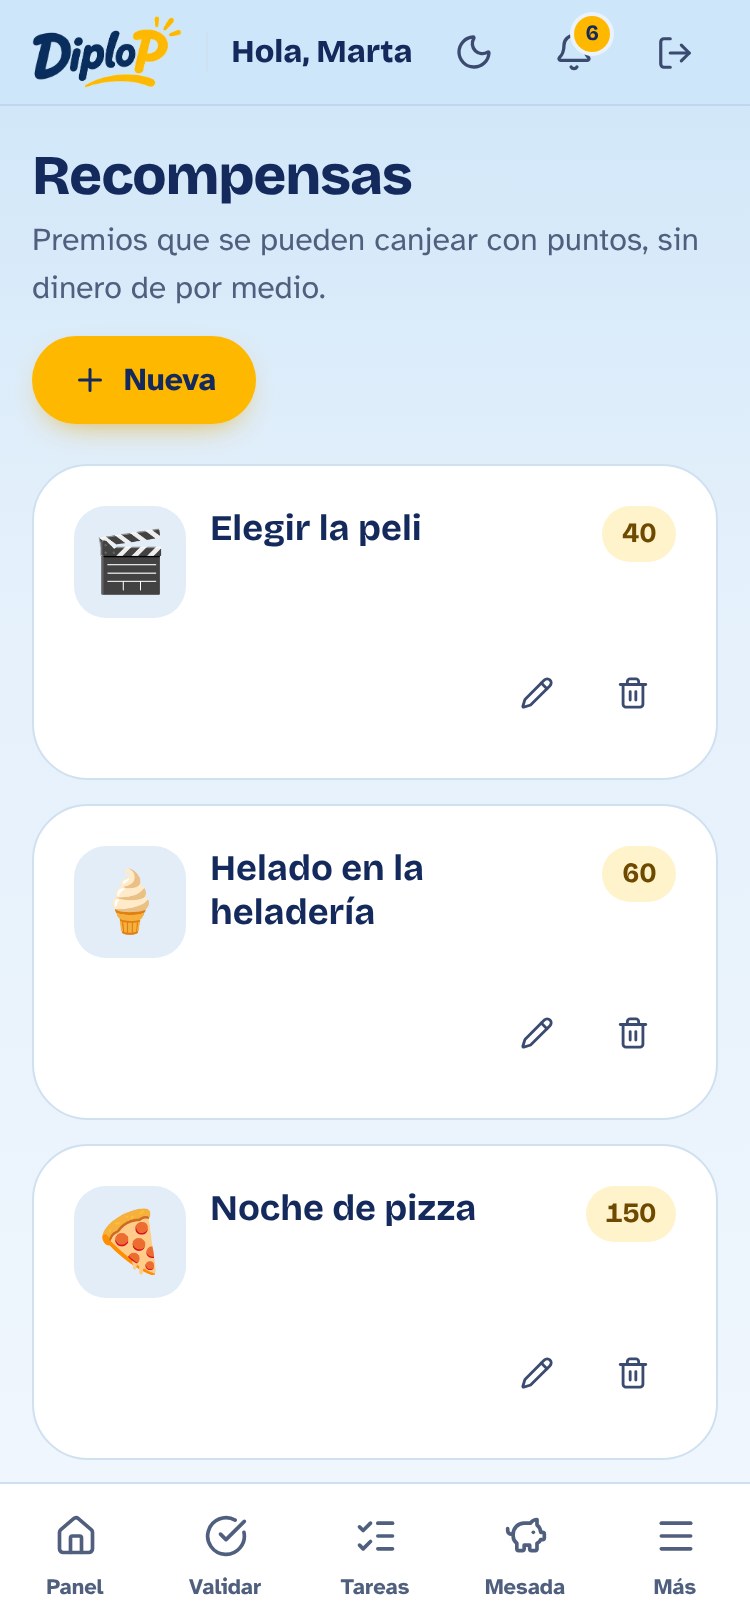 DiploP
Hola, Marta
6
Recompensas
Premios que se pueden canjear con puntos, sin
dinero de por medio.
Nueva
Elegir la peli
40
Helado en la
heladería
60
Noche de pizza
150
Panel
Validar
Tareas
Mesada
Más